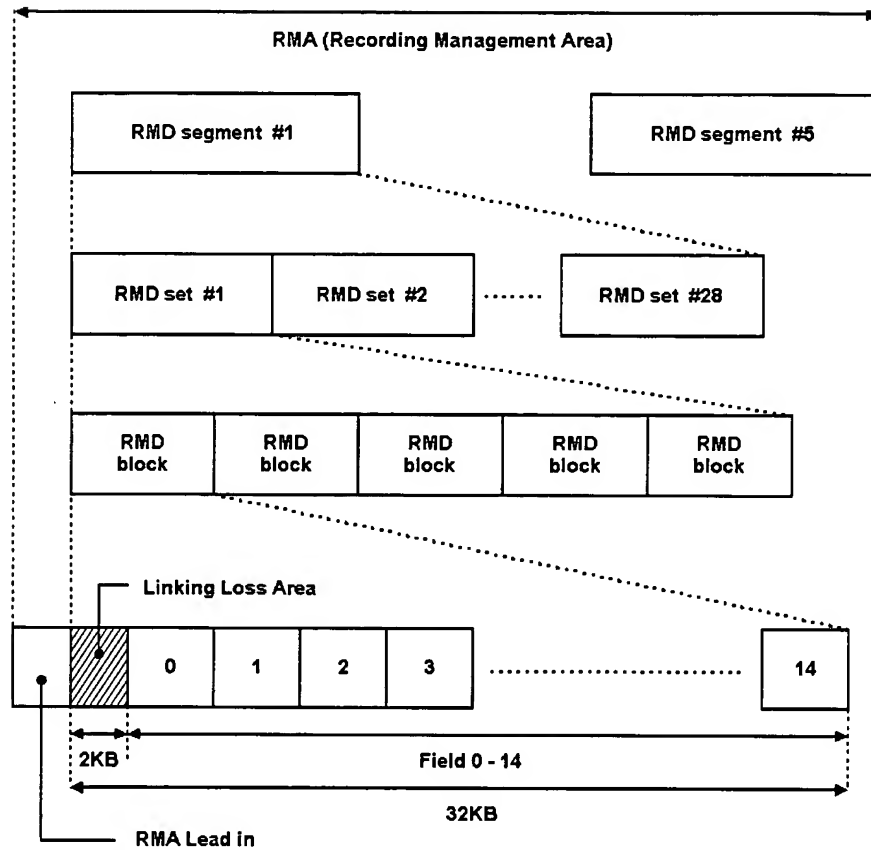 RMA (Recording Management Area)
RMD segment #1
RMD segment #5
RMD set #1
RMD set #2
RMD set #28
RMD
block
RMD
block
RMD
block
RMD
block
RMD
block
Linking Loss Area
0
1
2
3
14
2KB
Field 0 - 14
32KB
RMA Lead in